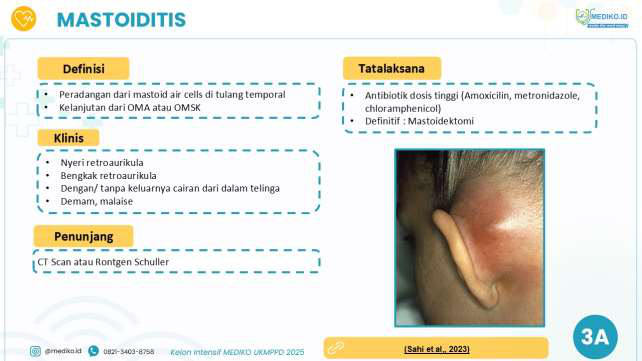 MASTOIDITIS
MEDIKO.ID
Definisi
• Peradangan dari mastoid air cells di tulang temporal
• Kelanjutan dari OMA atau OMSK
Klinis
• Nyeri retroaurikula
• Bengkak retroaurikula
• Dengan/ tanpa keluarnya cairan dari dalam telinga
• Demam, malaise
Penunjang
CT Scan atau Rontgen Schuller
Tatalaksana
• Antibiotik dosis tinggi (Amoxicilin, metronidazole,
chloramphenicol)
• Definitif : Mastoidektomi
@mediko.id
0821-3403-8758
Kelon Intensif MEDIKO UKMPPD 2025
(Sahi et al,, 2023)
3A